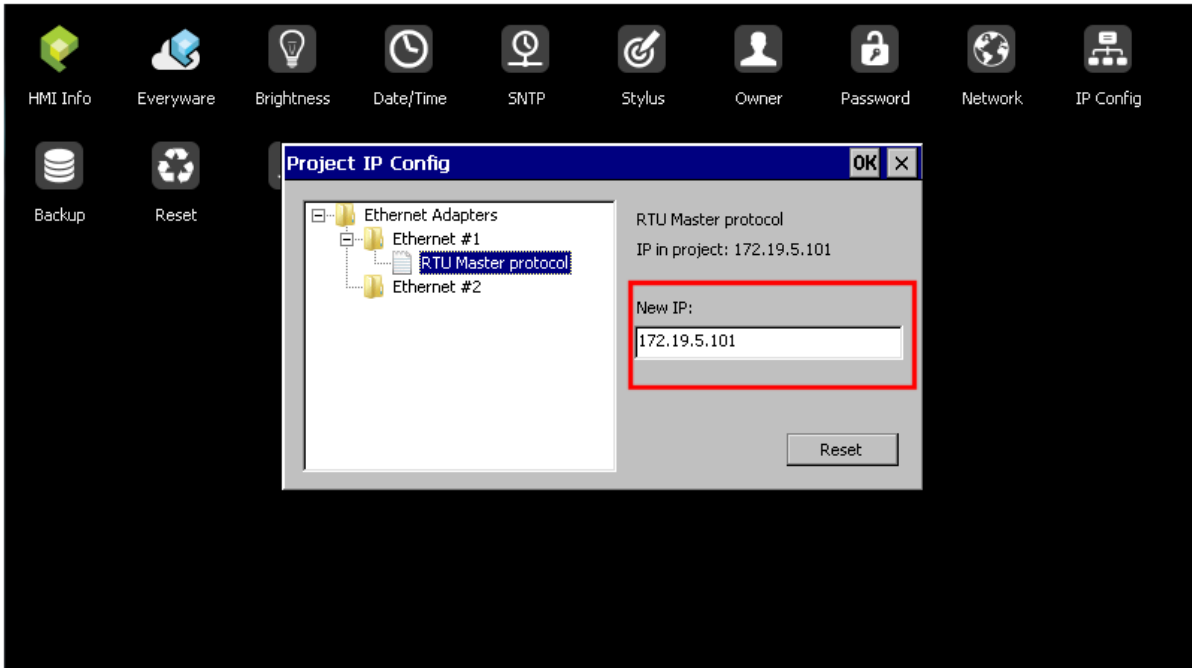 HMI Info Everyware Brightness Date/Time SNTP Stylus Owner Password Network IP Config
Backup Reset
Project IP Config OK
Ethernet Adapters
Ethernet #1
RTU Master protocol
Ethernet #2
RTU Master protocol
IP in project: 172.19.5.101
New IP:
172.19.5.101
Reset